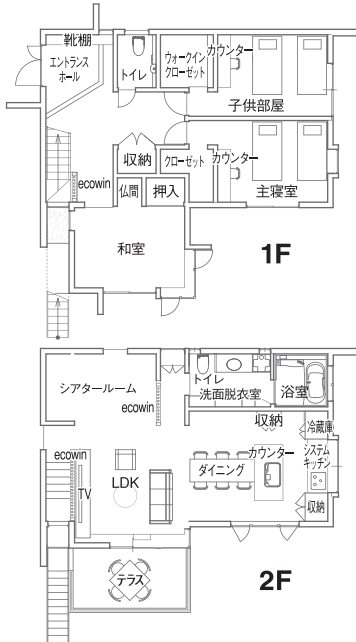 靴棚
エントランス
ホール
トイレ
ウォークイン
クローゼット
カウンター
子供部屋
収納
クローゼット
カウンター
主寝室
ecowin
仏間
押入
和室
1F
シアタールーム
ecowin
トイレ
洗面脱衣室
浴室
収納
冷蔵庫
ecowin
TV
LDK
ダイニング
カウンター
システム
キッチン
収納
テラス
2F